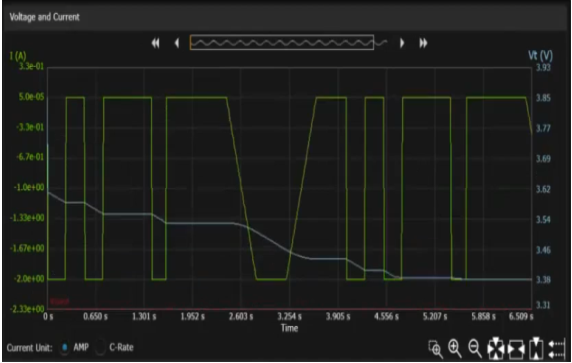 Voltage and Current
I (A)
Vt (V)
3.3e-01
5.0e-05
-3.3e-01
-6.7e-01
-1.0e+00
-1.33e+00
-1.67e+00
-2.0e+00
-2.33e+00
3.93
3.85
3.77
3.69
3.62
3.54
3.46
3.38
3.31
0 s 0.650 s 1.301 s 1.952 s 2.603 s 3.254 s 3.905 s 4.556 s 5.207 s 5.858 s 6.509 s
Time
Current Unit: AMP C-Rate